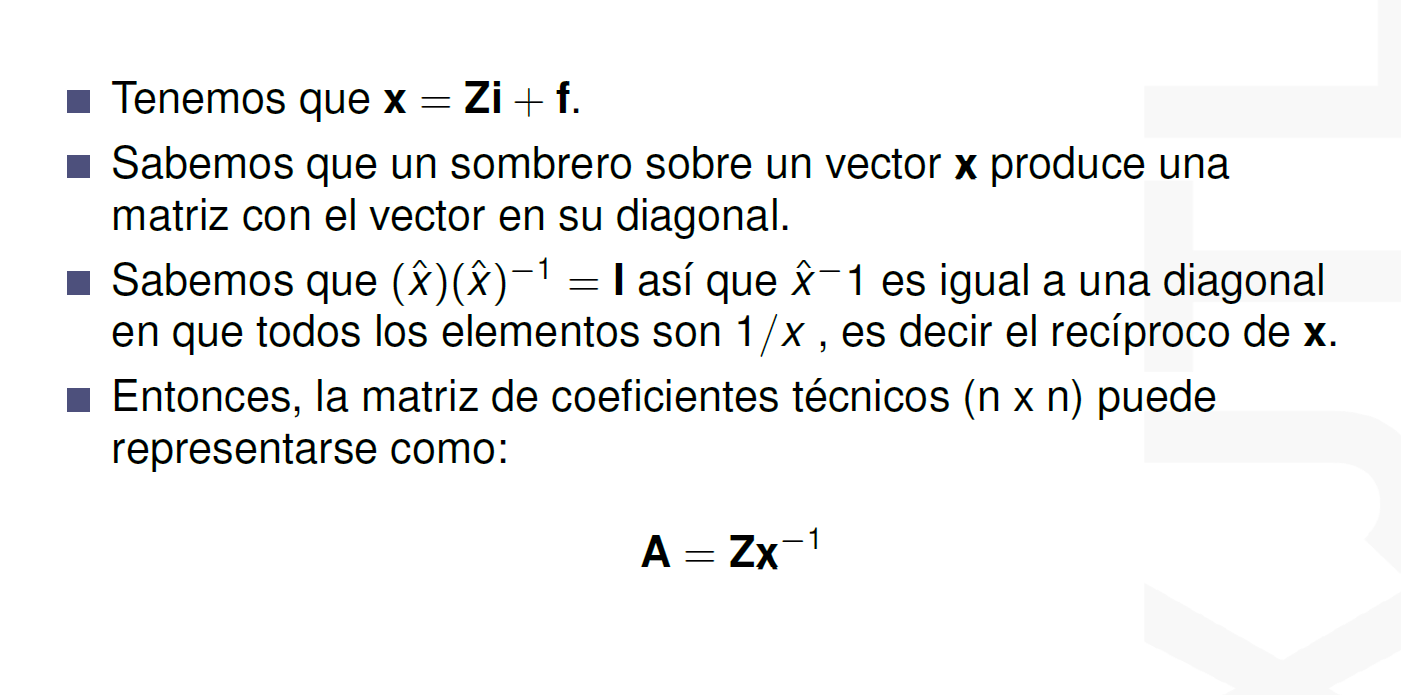 Tenemos que x = Zi + f.
Sabemos que un sombrero sobre un vector x produce una
matriz con el vector en su diagonal.
Sabemos que (x̂)(x̂)⁻¹ = I así que x̂⁻1 es igual a una diagonal
en que todos los elementos son 1/x , es decir el recíproco de x.
Entonces, la matriz de coeficientes técnicos (n x n) puede
representarse como:
A = Zx⁻¹